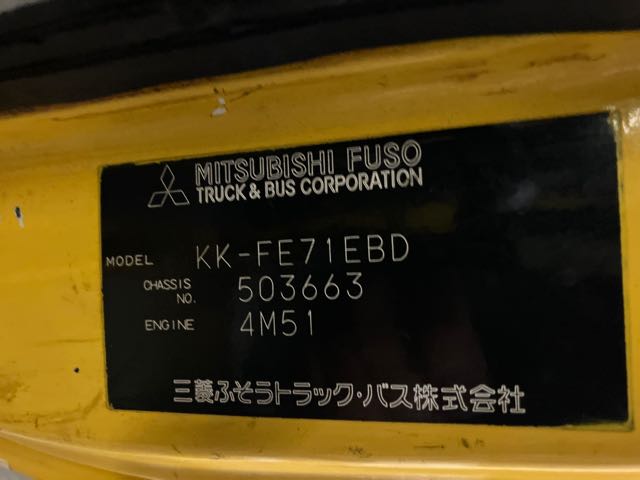 MITSUBISHI FUSO
TRUCK & BUS CORPORATION
MODEL KK-FE71EBD
CHASSIS NO. 503663
ENGINE 4M51
三菱ふそうトラック・バス株式会社